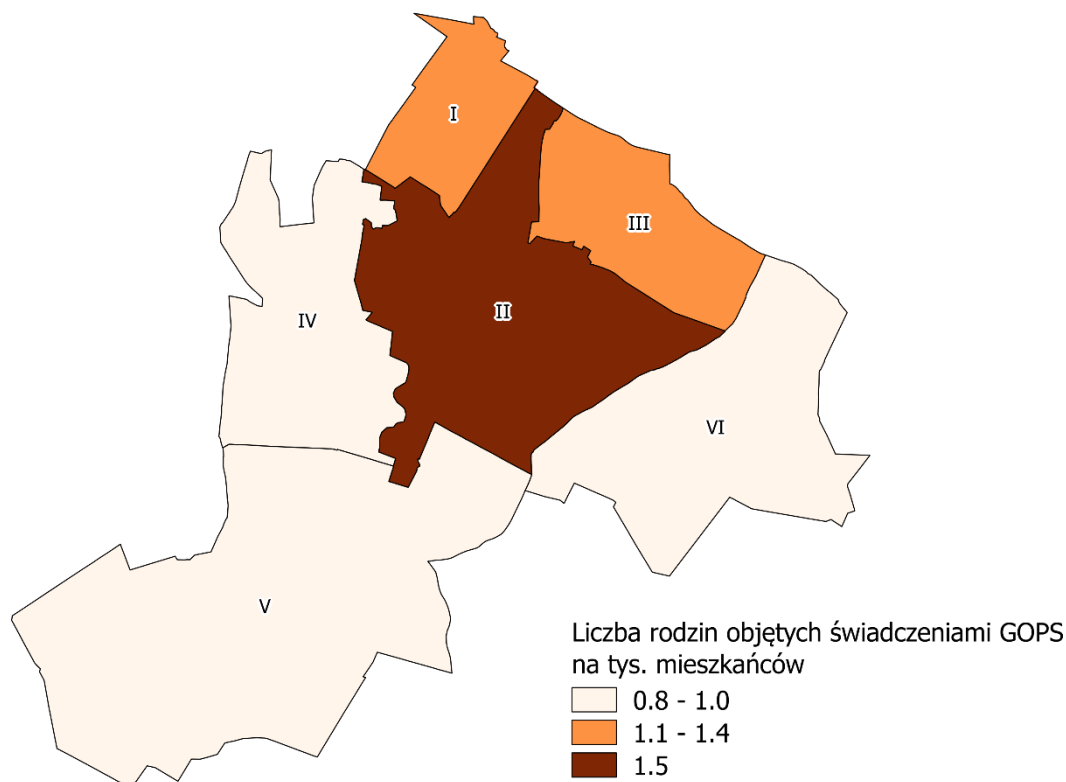 I
III
II
IV
VI
V
Liczba rodzin objętych świadczeniami GOPS
na tys. mieszkańców
0.8 - 1.0
1.1 - 1.4
1.5